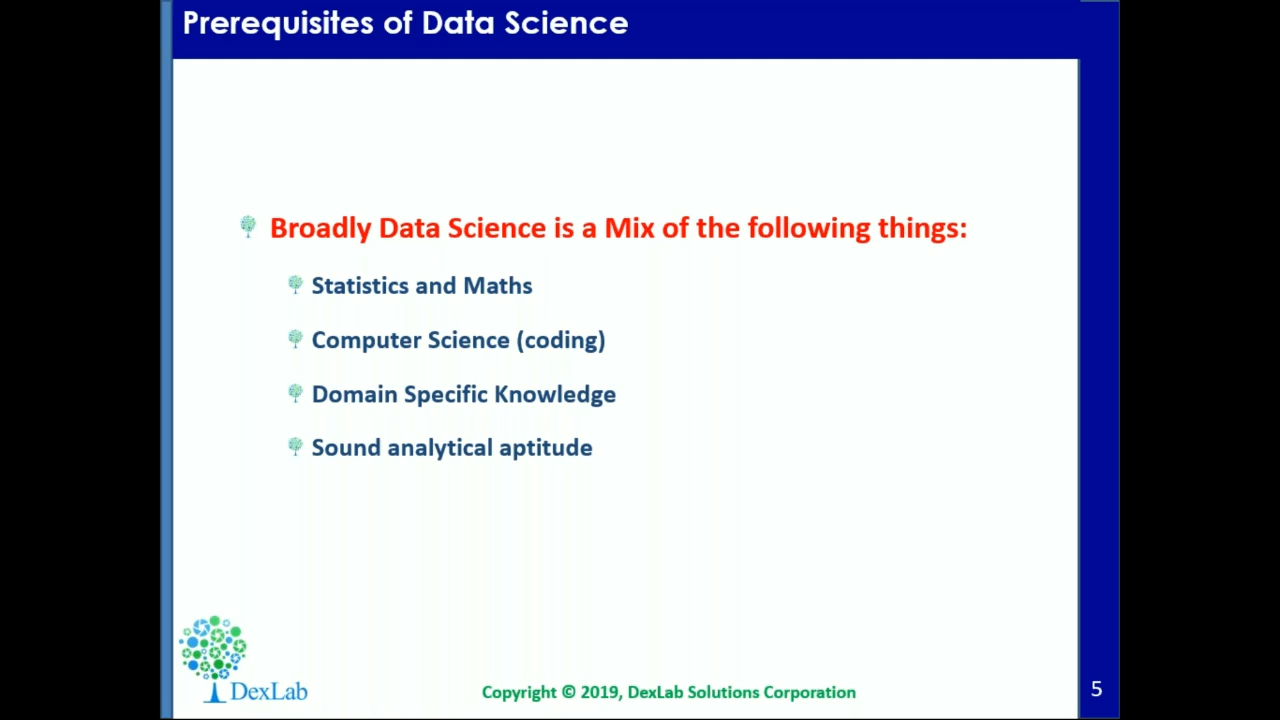 Prerequisites of Data Science
Broadly Data Science is a Mix of the following things:
Statistics and Maths
Computer Science (coding)
Domain Specific Knowledge
Sound analytical aptitude
DexLab
Copyright © 2019, DexLab Solutions Corporation
5